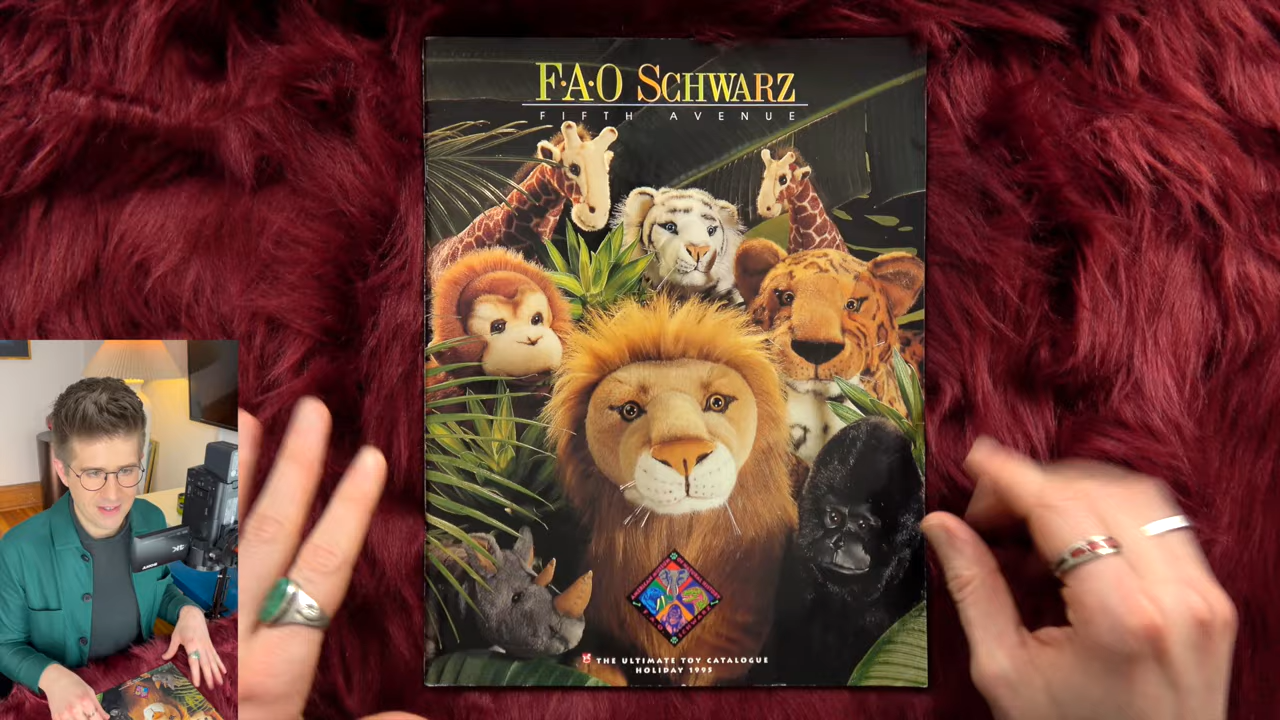 F·A·O SCHWARZ
FIFTH AVENUE
THE ULTIMATE TOY CATALOGUE
HOLIDAY 1995